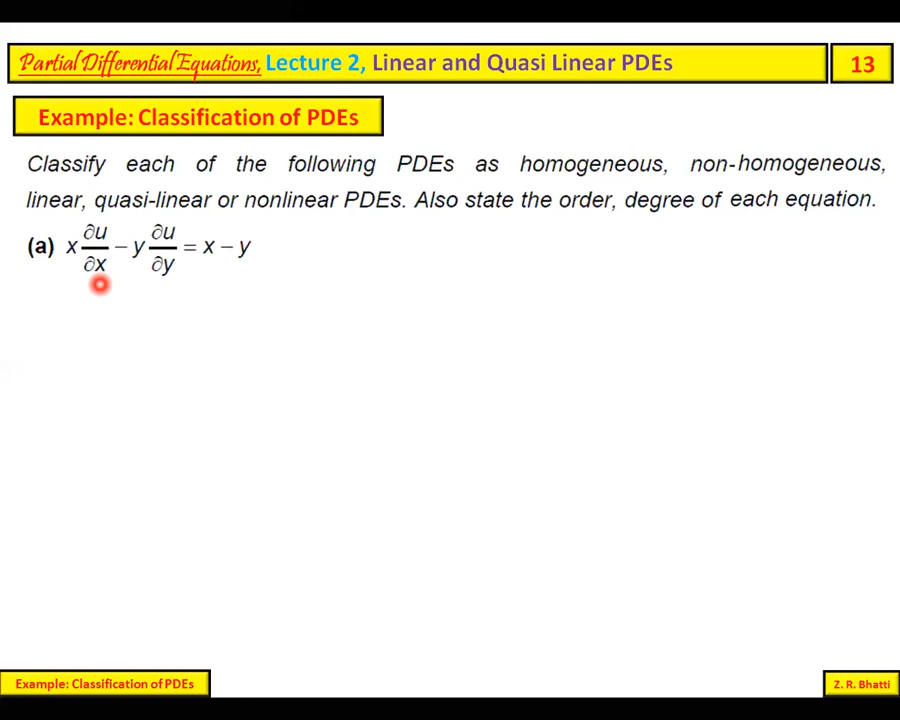 Partial Differential Equations, Lecture 2, Linear and Quasi Linear PDEs
13
Example: Classification of PDEs
Classify each of the following PDEs as homogeneous, non-homogeneous,
linear, quasi-linear or nonlinear PDEs. Also state the order, degree of each equation.
(a) x ∂u/∂x − y ∂u/∂y = x − y
Example: Classification of PDEs
Z. R. Bhatti